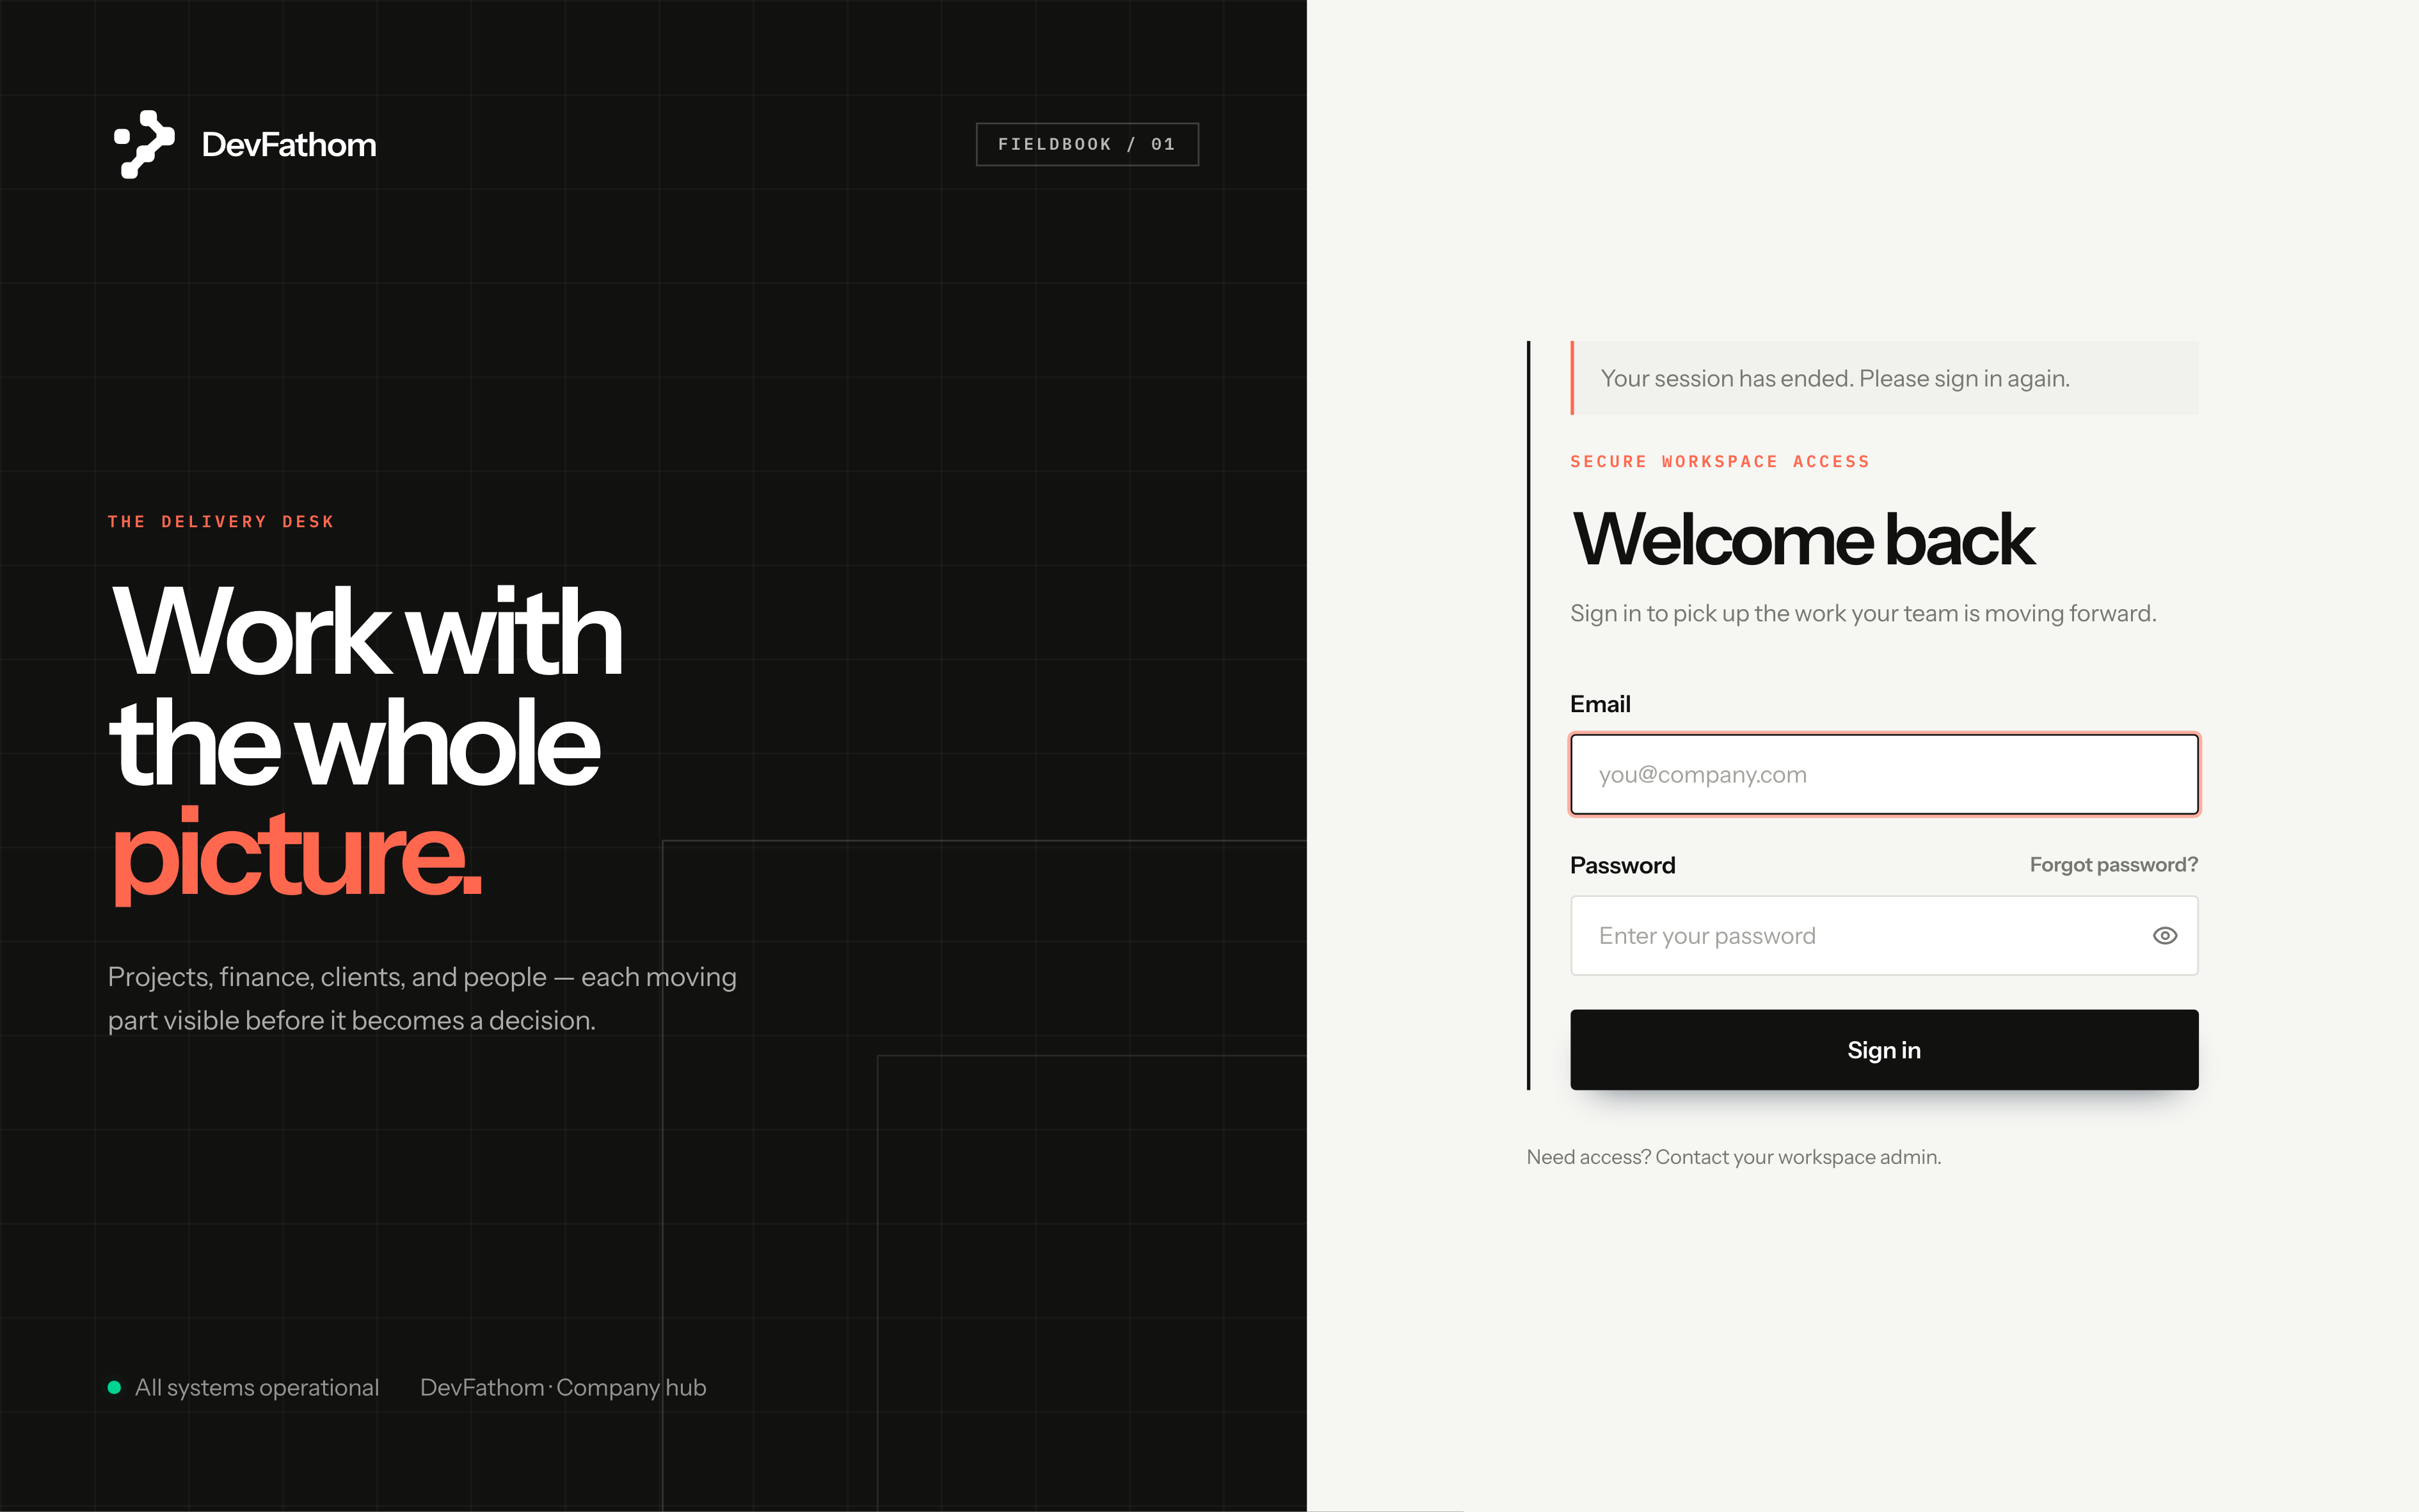 DevFathom
FIELDBOOK / 01
THE DELIVERY DESK
Work with
the whole
picture.
Projects, finance, clients, and people — each moving
part visible before it becomes a decision.
All systems operational
DevFathom · Company hub
Your session has ended. Please sign in again.
SECURE WORKSPACE ACCESS
Welcome back
Sign in to pick up the work your team is moving forward.
Email
you@company.com
Password
Forgot password?
Enter your password
Sign in
Need access? Contact your workspace admin.